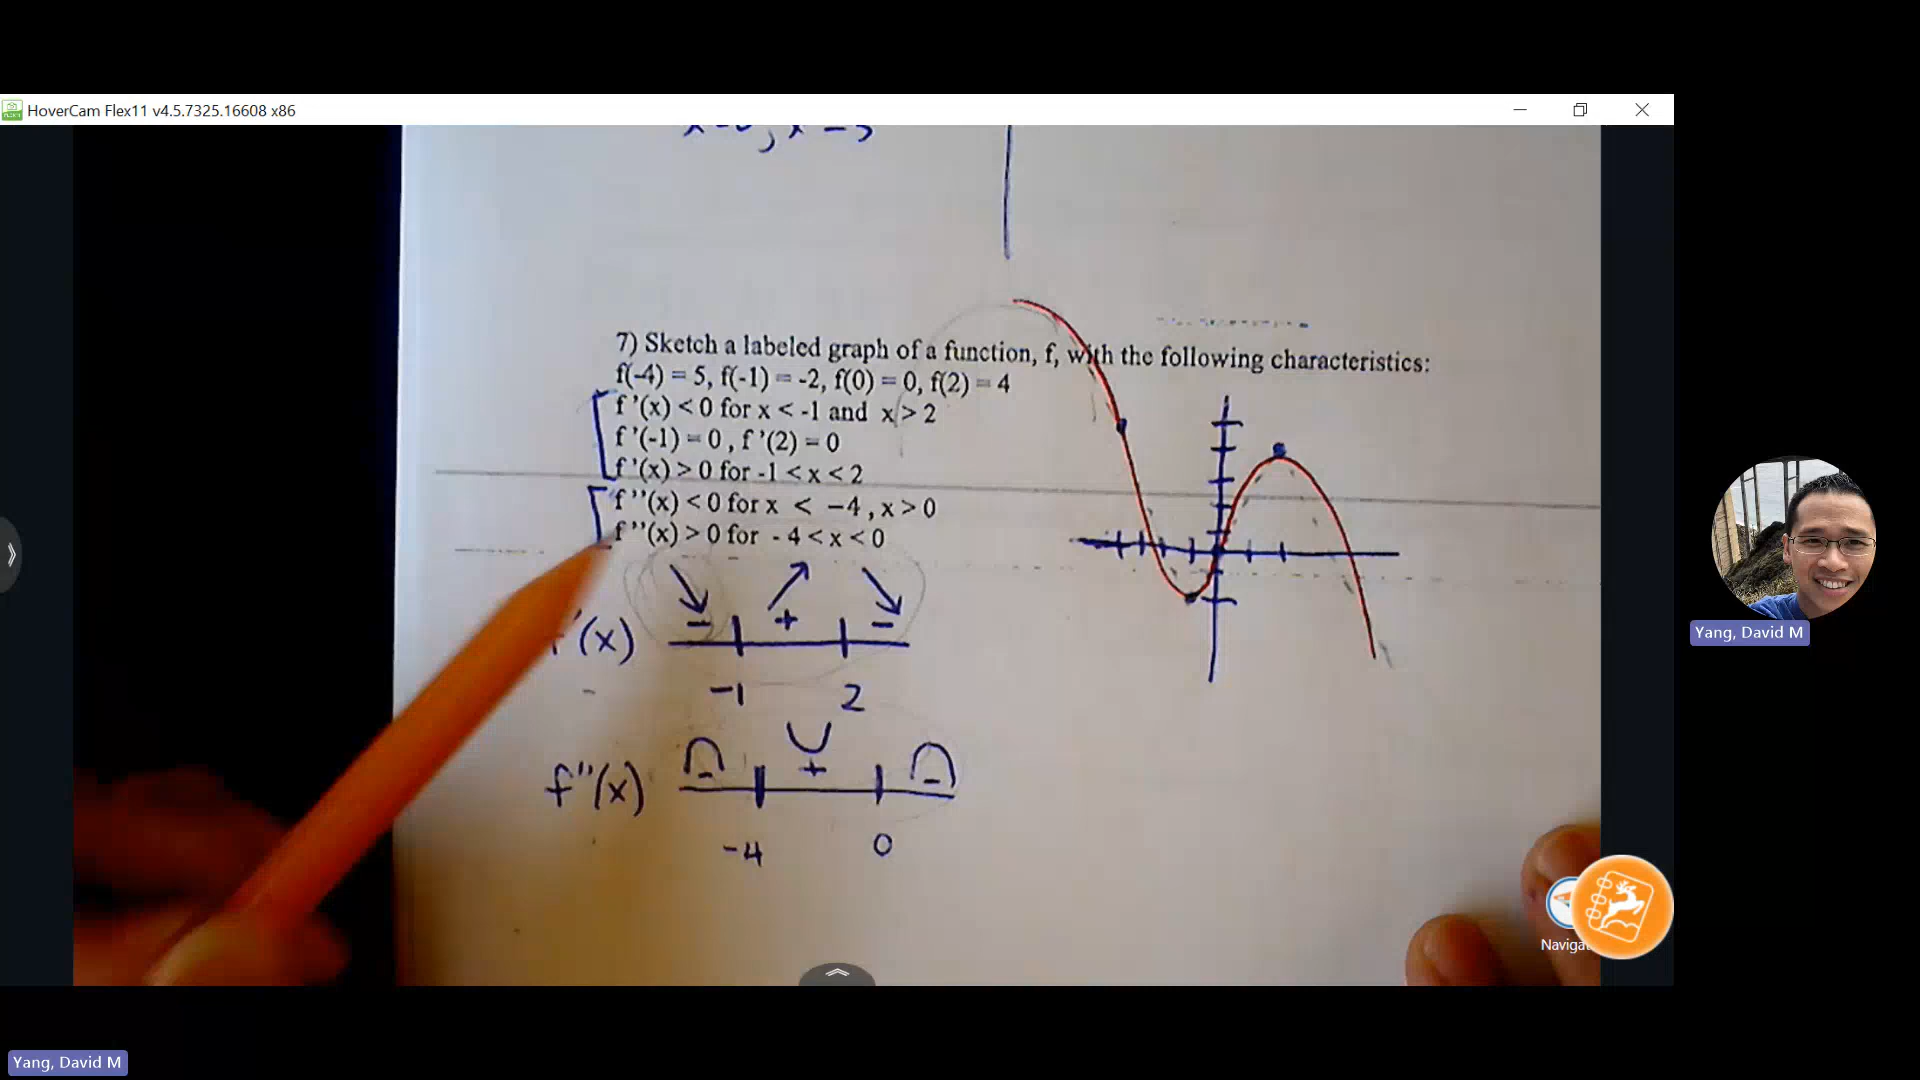 HoverCam Flex11 v4.5.7325.16608 x86
7) Sketch a labeled graph of a function, f, with the following characteristics:
f(-4) = 5, f(-1) = -2, f(0) = 0, f(2) = 4
f '(x) < 0 for x < -1 and x > 2
f '(-1) = 0 , f '(2) = 0
f '(x) > 0 for -1 < x < 2
f ''(x) < 0 for x < −4 , x > 0
f ''(x) > 0 for - 4 < x < 0
'(x) - + -
-1 2
f''(x) - + -
-4 0
Yang, David M
Navigat
Yang, David M